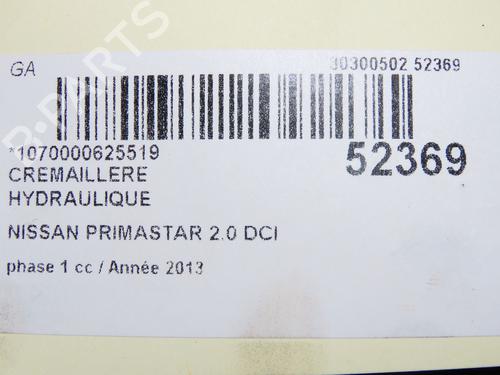 GA
30300502 52369
*1070000625519
52369
CREMAILLERE
HYDRAULIQUE
NISSAN PRIMASTAR 2.0 DCI
phase 1 cc / Année 2013